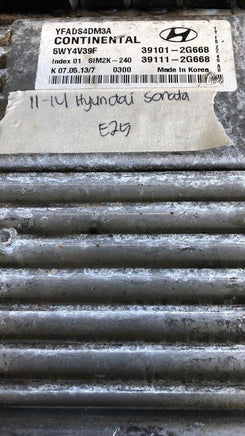 YFADS4DM3A
CONTINENTAL HYUNDAI
5WY4V39F 39101-2G668
Index 01 SIM2K-240 39111-2G668
K 07.05.13/7 0300 Made in Korea
11-14 Hyundai Sonata
E25